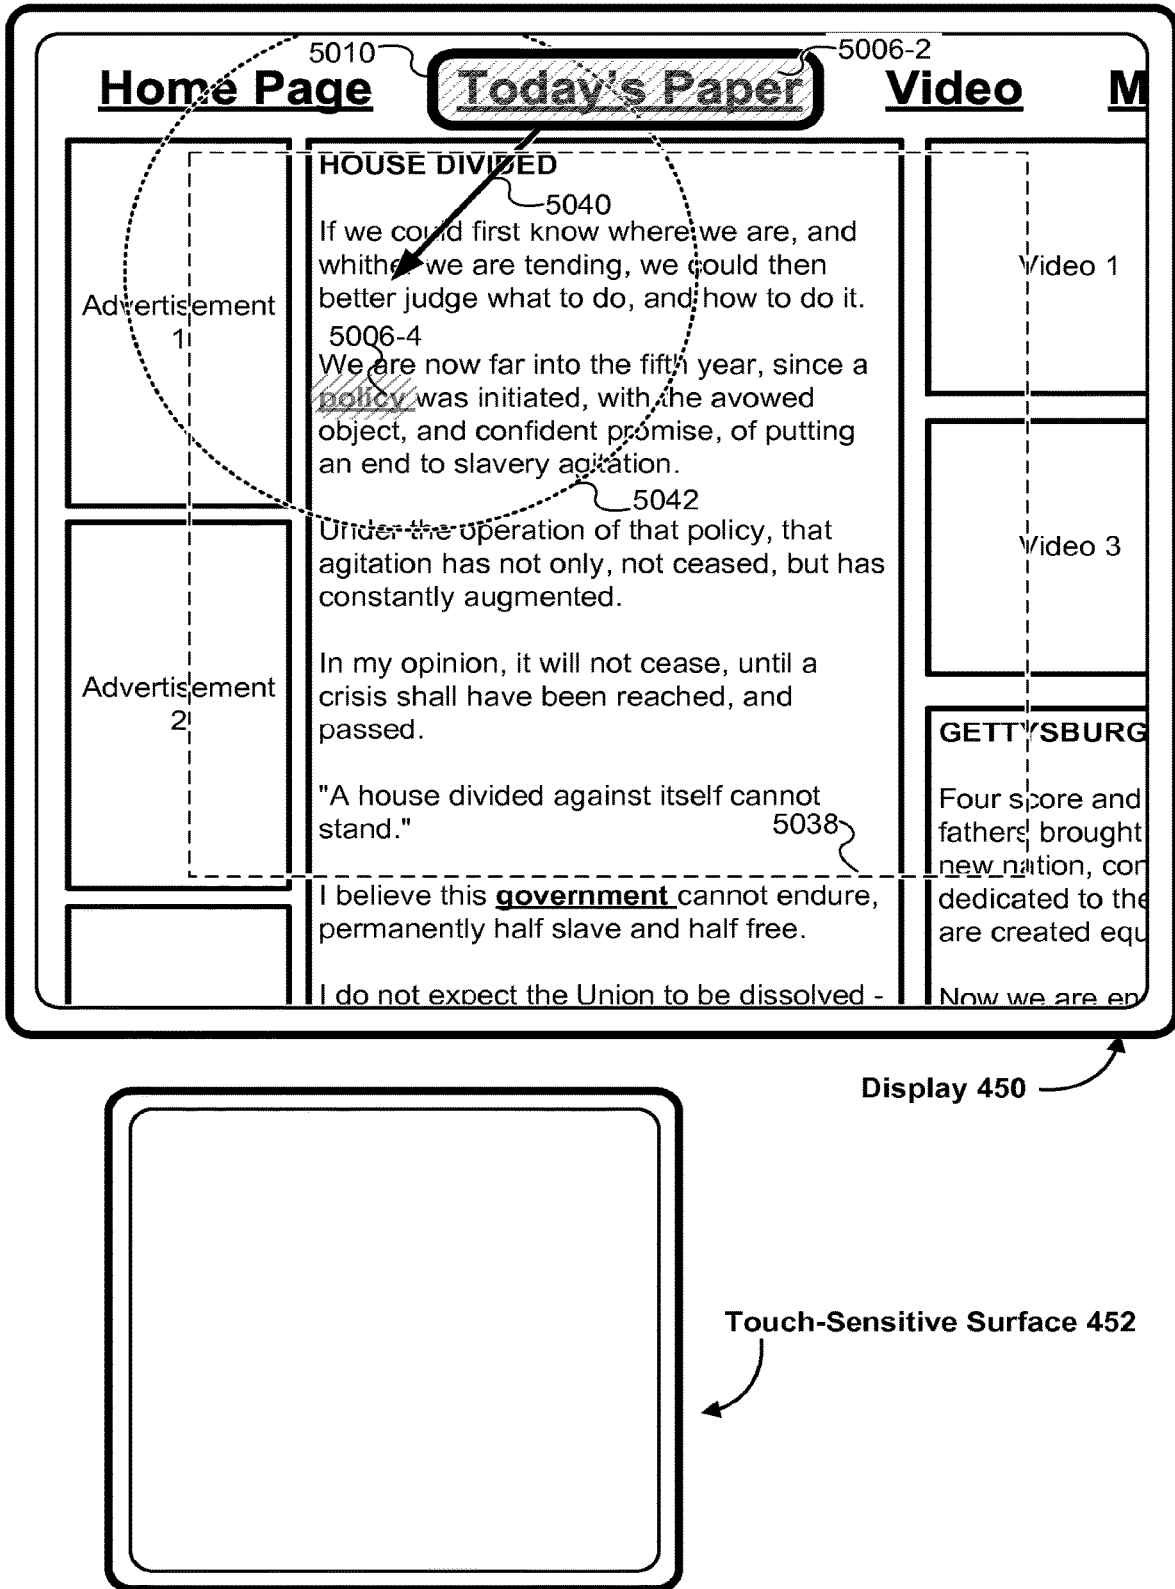 5010
5006-2
Home Page Today's Paper Video M
HOUSE DIVIDED
5040
If we could first know where we are, and
whither we are tending, we could then
better judge what to do, and how to do it.
5006-4
We are now far into the fifth year, since a
policy was initiated, with the avowed
object, and confident promise, of putting
an end to slavery agitation.
5042
Under the operation of that policy, that
agitation has not only, not ceased, but has
constantly augmented.
In my opinion, it will not cease, until a
crisis shall have been reached, and
passed.
"A house divided against itself cannot
stand."
5038
I believe this government cannot endure,
permanently half slave and half free.
I do not expect the Union to be dissolved -
Advertisement
1
Advertisement
2
Video 1
Video 3
GETTYSBURG
Four score and
fathers brought
new nation, con
dedicated to the
are created equ
Now we are en
Display 450
Touch-Sensitive Surface 452